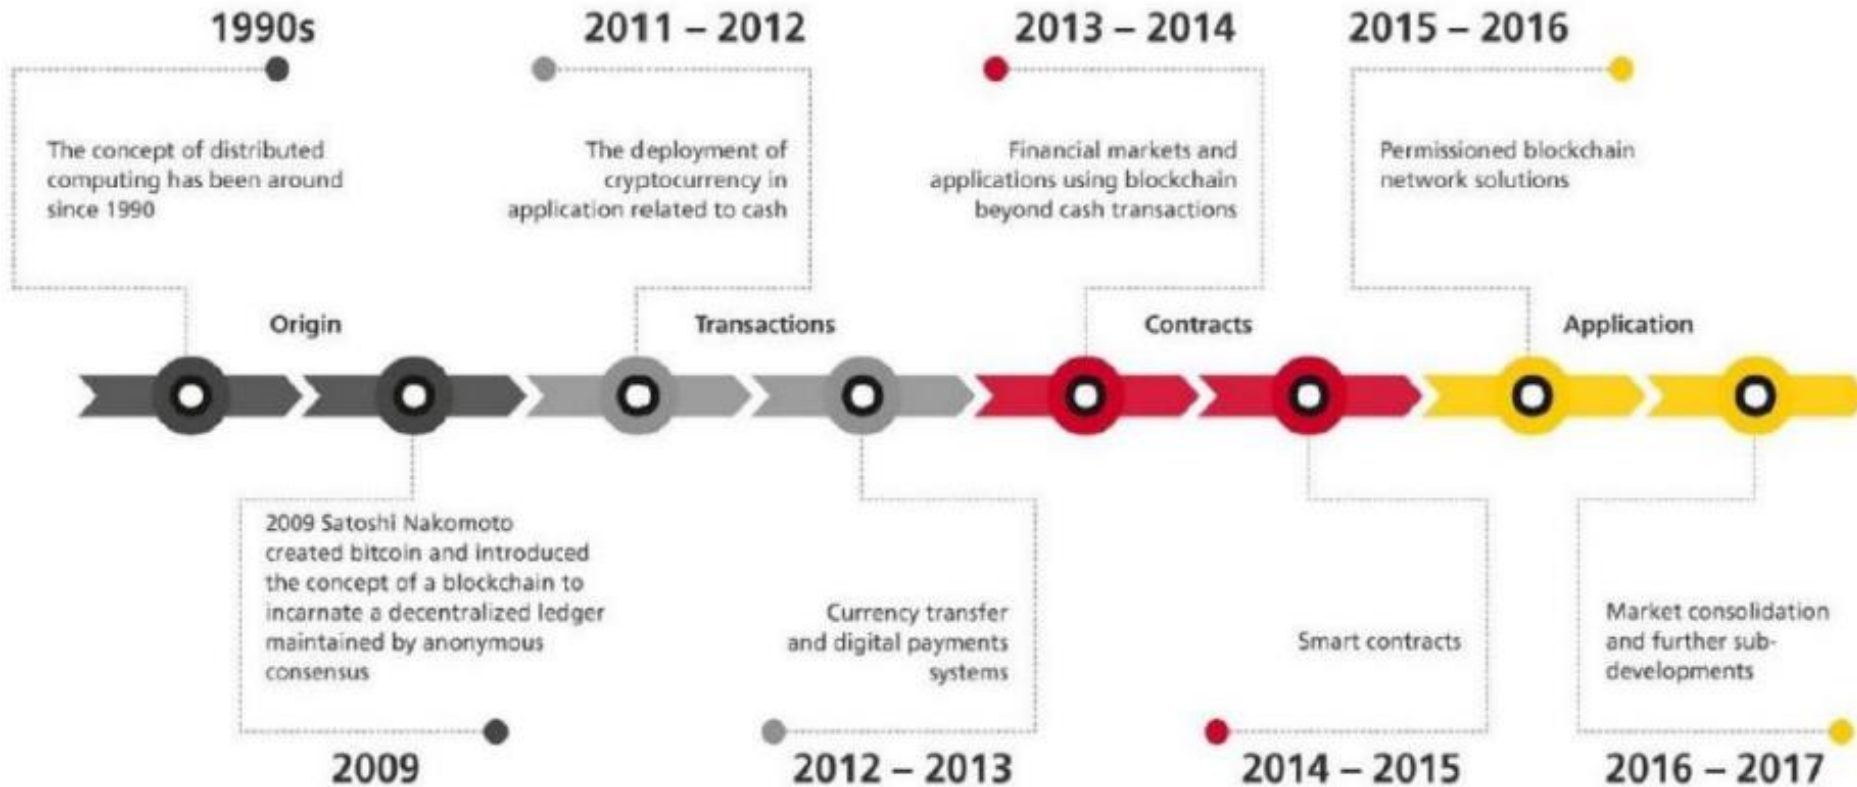 1990s
The concept of distributed
computing has been around
since 1990
2011 – 2012
The deployment of
cryptocurrency in
application related to cash
2013 – 2014
Financial markets and
applications using blockchain
beyond cash transactions
2015 – 2016
Permissioned blockchain
network solutions
Origin
Transactions
Contracts
Application
2009 Satoshi Nakomoto
created bitcoin and introduced
the concept of a blockchain to
incarnate a decentralized ledger
maintained by anonymous
consensus
2009
Currency transfer
and digital payments
systems
2012 – 2013
Smart contracts
2014 – 2015
Market consolidation
and further sub-
developments
2016 – 2017